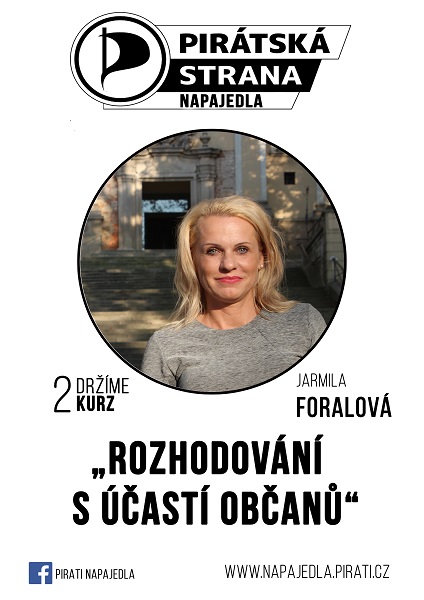 PIRÁTSKÁ
STRANA
NAPAJEDLA
2 DRŽÍME
KURZ
JARMILA
FORALOVÁ
„ROZHODOVÁNÍ
S ÚČASTÍ OBČANŮ“
f PIRATI NAPAJEDLA
WWW.NAPAJEDLA.PIRATI.CZ